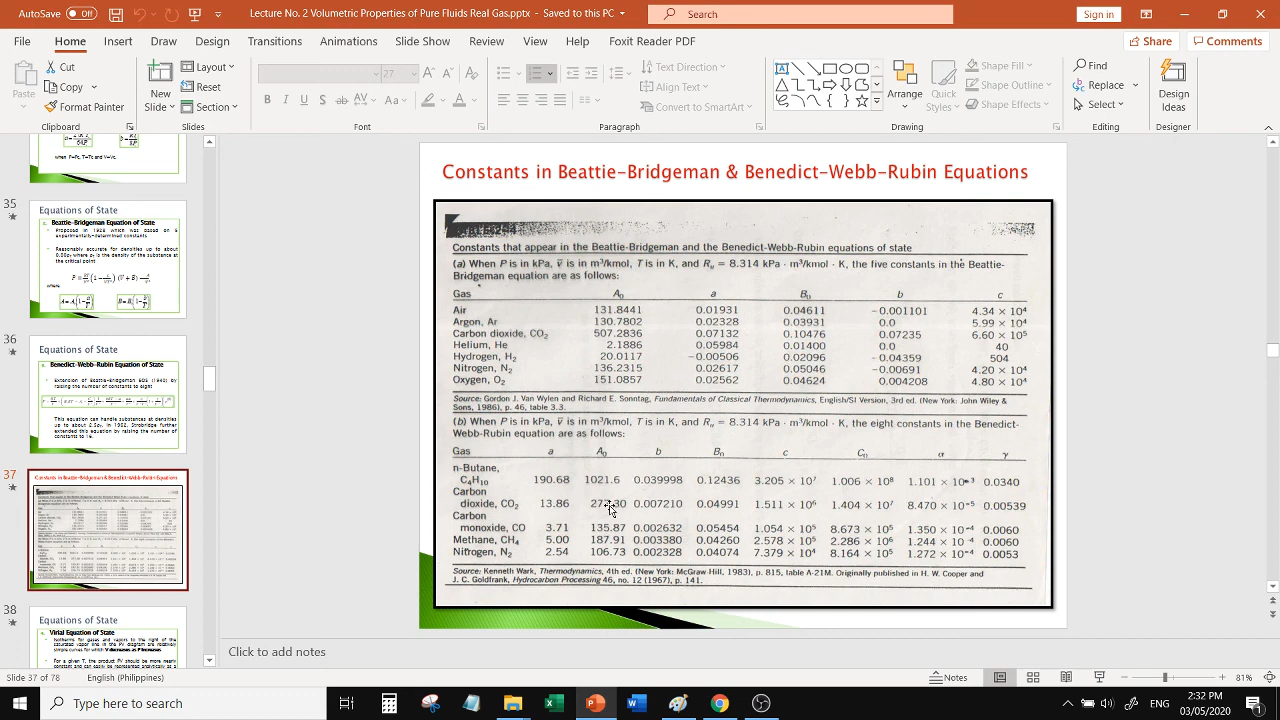 AutoSave Off
Lecture 2 Volumetric Properties of Pure Fluids Real Gas.pptx - PowerPoint
Search
Sign in
File Home Insert Draw Design Transitions Animations Slide Show Review View Help Foxit Reader PDF
Share Comments
Paste
Cut
Copy
Format Painter
Clipboard
New Slide
Layout
Reset
Section
Slides
27
Font
Text Direction
Align Text
Convert to SmartArt
Paragraph
Arrange
Quick Styles
Shape Fill
Shape Outline
Shape Effects
Drawing
Find
Replace
Select
Editing
Design Ideas
Designer
when P=Pc, T=Tc and V=Vc.
35
Equations of State
Beattie-Bridgeman Equation of State
where
36
Equations of State
Benedict-Webb-Rubin Equation of State
37
Constants in Beattie-Bridgeman & Benedict-Webb-Rubin Equations
38
Equations of State
Virial Equation of State
Constants in Beattie-Bridgeman & Benedict-Webb-Rubin Equations
Constants that appear in the Beattie-Bridgeman and the Benedict-Webb-Rubin equations of state
(a) When P is in kPa, v̄ is in m³/kmol, T is in K, and Rᵤ = 8.314 kPa · m³/kmol · K, the five constants in the Beattie-
Bridgeman equation are as follows:
Gas A₀ a B₀ b c
Air 131.8441 0.01931 0.04611 -0.001101 4.34 × 10⁴
Argon, Ar 130.7802 0.02328 0.03931 0.0 5.99 × 10⁴
Carbon dioxide, CO₂ 507.2836 0.07132 0.10476 0.07235 6.60 × 10⁵
Helium, He 2.1886 0.05984 0.01400 0.0 40
Hydrogen, H₂ 20.0117 -0.00506 0.02096 -0.04359 504
Nitrogen, N₂ 136.2315 0.02617 0.05046 -0.00691 4.20 × 10⁴
Oxygen, O₂ 151.0857 0.02562 0.04624 0.004208 4.80 × 10⁴
Source: Gordon J. Van Wylen and Richard E. Sonntag, Fundamentals of Classical Thermodynamics, English/SI Version, 3rd ed. (New York: John Wiley &
Sons, 1986), p. 46, table 3.3.
(b) When P is in kPa, v̄ is in m³/kmol, T is in K, and Rᵤ = 8.314 kPa · m³/kmol · K, the eight constants in the Benedict-
Webb-Rubin equation are as follows:
Gas a A₀ b B₀ c C₀ α γ
n-Butane,
C₄H₁₀ 190.68 1021.6 0.039998 0.12436 3.205 × 10⁷ 1.006 × 10⁸ 1.101 × 10⁻³ 0.0340
Carbon
dioxide, CO₂ 13.86 0.007210 0.04991 1.511 × 1.404 × 10⁷ 0.00539
Carbon
monoxide, CO 3.71 135.87 0.002632 0.05454 1.054 × 8.673 × 10⁵ 1.350 × 10⁻⁴ 0.0060
Methane, CH₄ 5.00 187.91 0.003380 0.04260 2.578 × 2.286 × 10⁶ 1.244 × 10⁻⁴ 0.0060
Nitrogen, N₂ 2.54 106.73 0.002328 0.04074 7.379 × 8.164 × 10⁵ 1.272 × 10⁻⁴ 0.0053
Source: Kenneth Wark, Thermodynamics, 4th ed. (New York: McGraw-Hill, 1983), p. 815, table A-21M. Originally published in H. W. Cooper and
J. C. Goldfrank, Hydrocarbon Processing 46, no. 12 (1967), p. 141.
Click to add notes
Slide 37 of 78 English (Philippines) Notes 81%
Type here to search
ENG
2:32 PM
03/05/2020
1